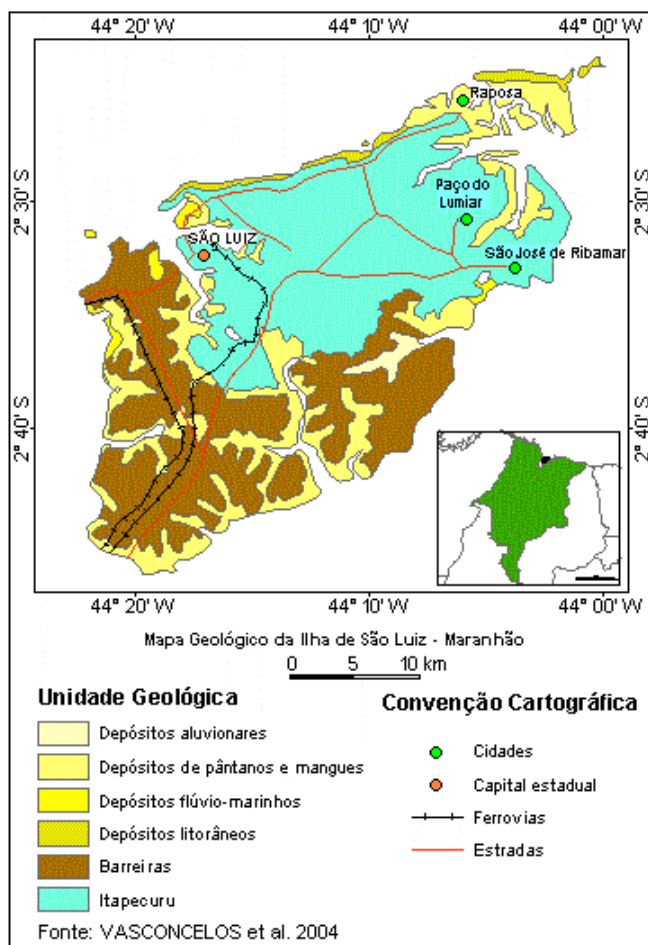 44° 20' W 44° 10' W 44° 00' W
Raposa
2° 30' S
Paço do
Lumiar
2° 30' S
SÃO LUIZ
São José de Ribamar
2° 40' S
2° 40' S
44° 20' W 44° 10' W 44° 00' W
Mapa Geológico da Ilha de São Luiz - Maranhão
0 5 10 km
Unidade Geológica
Depósitos aluvionares
Depósitos de pântanos e mangues
Depósitos flúvio-marinhos
Depósitos litorâneos
Barreiras
Itapecuru
Convenção Cartográfica
Cidades
Capital estadual
Ferrovias
Estradas
Fonte: VASCONCELOS et al. 2004